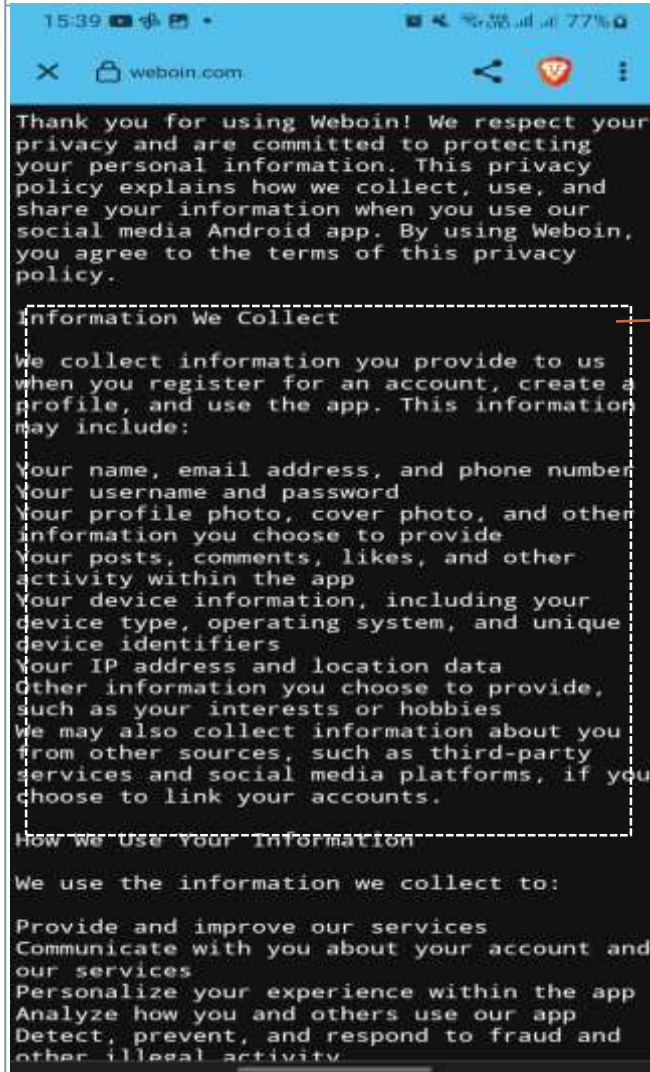 15:39
77%
weboin.com
Thank you for using Weboin! We respect your
privacy and are committed to protecting
your personal information. This privacy
policy explains how we collect, use, and
share your information when you use our
social media Android app. By using Weboin,
you agree to the terms of this privacy
policy.
Information We Collect
We collect information you provide to us
when you register for an account, create a
profile, and use the app. This information
may include:
Your name, email address, and phone number
Your username and password
Your profile photo, cover photo, and other
information you choose to provide
Your posts, comments, likes, and other
activity within the app
Your device information, including your
device type, operating system, and unique
device identifiers
Your IP address and location data
Other information you choose to provide,
such as your interests or hobbies
We may also collect information about you
from other sources, such as third-party
services and social media platforms, if you
choose to link your accounts.
How We Use Your Information
We use the information we collect to:
Provide and improve our services
Communicate with you about your account and
our services
Personalize your experience within the app
Analyze how you and others use our app
Detect, prevent, and respond to fraud and
other illegal activity